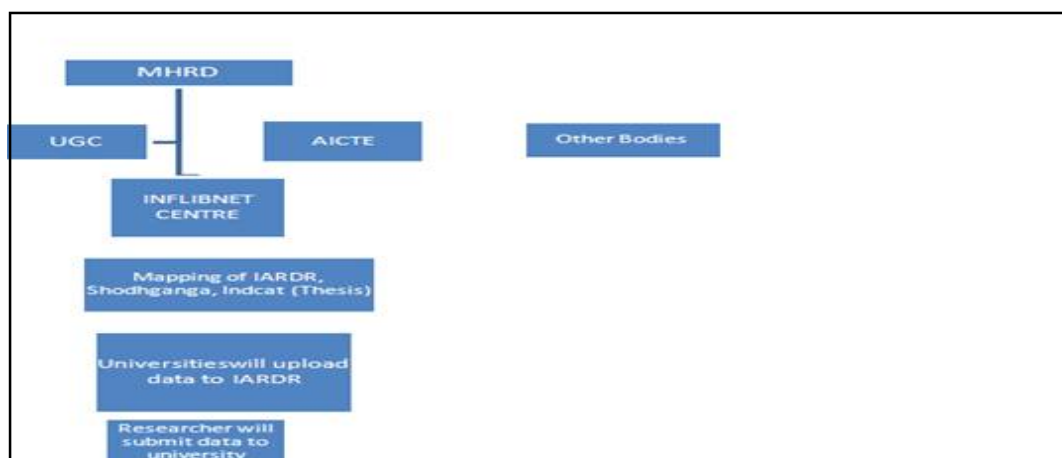 MHRD
UGC
AICTE
Other Bodies
INFLIBNET
CENTRE
Mapping of IARDR,
Shodhganga, Indcat (Thesis)
Universitieswill upload
data to IARDR
Researcher will
submit data to
university